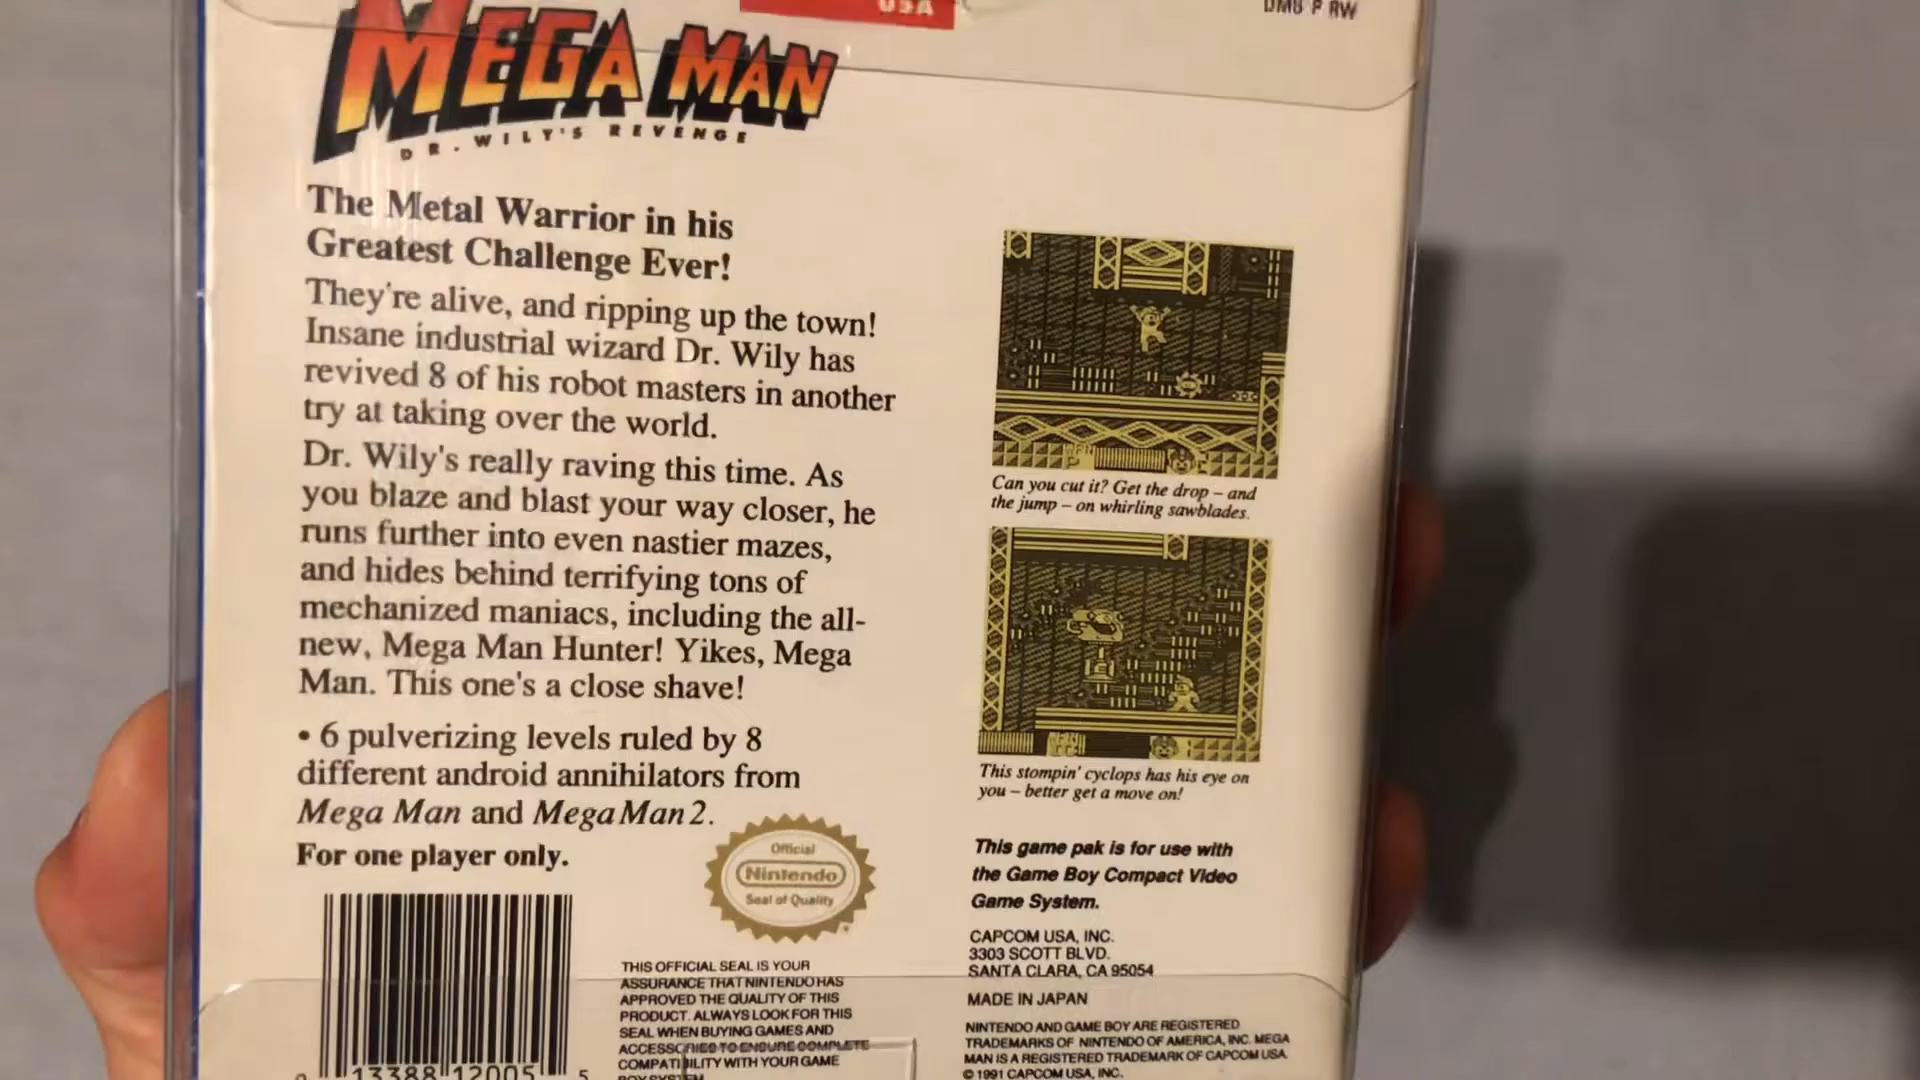 USA
DMG P RW
MEGA MAN
DR. WILY'S REVENGE
The Metal Warrior in his
Greatest Challenge Ever!
They're alive, and ripping up the town!
Insane industrial wizard Dr. Wily has
revived 8 of his robot masters in another
try at taking over the world.
Dr. Wily's really raving this time. As
you blaze and blast your way closer, he
runs further into even nastier mazes,
and hides behind terrifying tons of
mechanized maniacs, including the all-
new, Mega Man Hunter! Yikes, Mega
Man. This one's a close shave!
• 6 pulverizing levels ruled by 8
different android annihilators from
Mega Man and Mega Man 2.
For one player only.
Official
Nintendo
Seal of Quality
0 13388 12005 5
THIS OFFICIAL SEAL IS YOUR
ASSURANCE THAT NINTENDO HAS
APPROVED THE QUALITY OF THIS
PRODUCT. ALWAYS LOOK FOR THIS
SEAL WHEN BUYING GAMES AND
ACCESSORIES TO ENSURE COMPLETE
COMPATIBILITY WITH YOUR GAME
BOY SYSTEM
Can you cut it? Get the drop – and
the jump – on whirling sawblades.
This stompin' cyclops has his eye on
you – better get a move on!
This game pak is for use with
the Game Boy Compact Video
Game System.
CAPCOM USA, INC.
3303 SCOTT BLVD.
SANTA CLARA, CA 95054
MADE IN JAPAN
NINTENDO AND GAME BOY ARE REGISTERED
TRADEMARKS OF NINTENDO OF AMERICA, INC. MEGA
MAN IS A REGISTERED TRADEMARK OF CAPCOM USA.
© 1991 CAPCOM USA, INC.